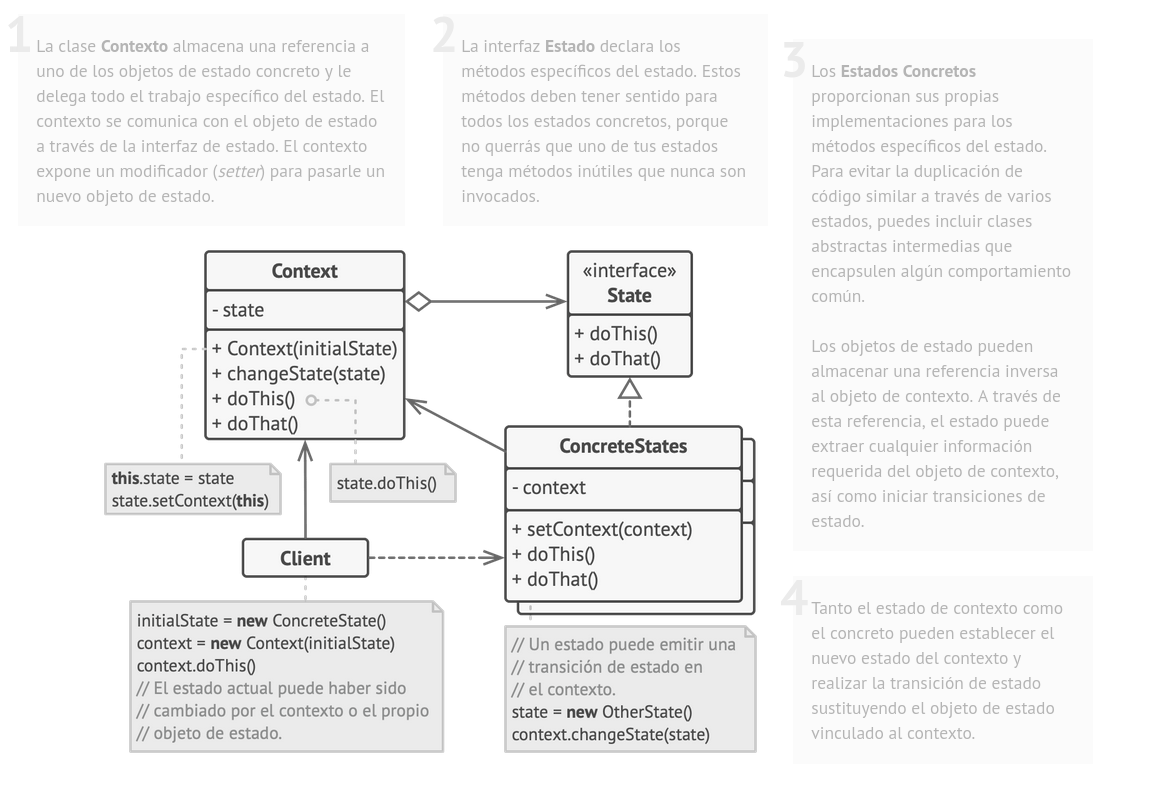 1
La clase Contexto almacena una referencia a
uno de los objetos de estado concreto y le
delega todo el trabajo específico del estado. El
contexto se comunica con el objeto de estado
a través de la interfaz de estado. El contexto
expone un modificador (setter) para pasarle un
nuevo objeto de estado.
2
La interfaz Estado declara los
métodos específicos del estado. Estos
métodos deben tener sentido para
todos los estados concretos, porque
no querrás que uno de tus estados
tenga métodos inútiles que nunca son
invocados.
3
Los Estados Concretos
proporcionan sus propias
implementaciones para los
métodos específicos del estado.
Para evitar la duplicación de
código similar a través de varios
estados, puedes incluir clases
abstractas intermedias que
encapsulen algún comportamiento
común.
Los objetos de estado pueden
almacenar una referencia inversa
al objeto de contexto. A través de
esta referencia, el estado puede
extraer cualquier información
requerida del objeto de contexto,
así como iniciar transiciones de
estado.
Context
- state
+ Context(initialState)
+ changeState(state)
+ doThis()
+ doThat()
«interface»
State
+ doThis()
+ doThat()
this.state = state
state.setContext(this)
state.doThis()
ConcreteStates
- context
+ setContext(context)
+ doThis()
+ doThat()
Client
initialState = new ConcreteState()
context = new Context(initialState)
context.doThis()
// El estado actual puede haber sido
// cambiado por el contexto o el propio
// objeto de estado.
// Un estado puede emitir una
// transición de estado en
// el contexto.
state = new OtherState()
context.changeState(state)
4
Tanto el estado de contexto como
el concreto pueden establecer el
nuevo estado del contexto y
realizar la transición de estado
sustituyendo el objeto de estado
vinculado al contexto.